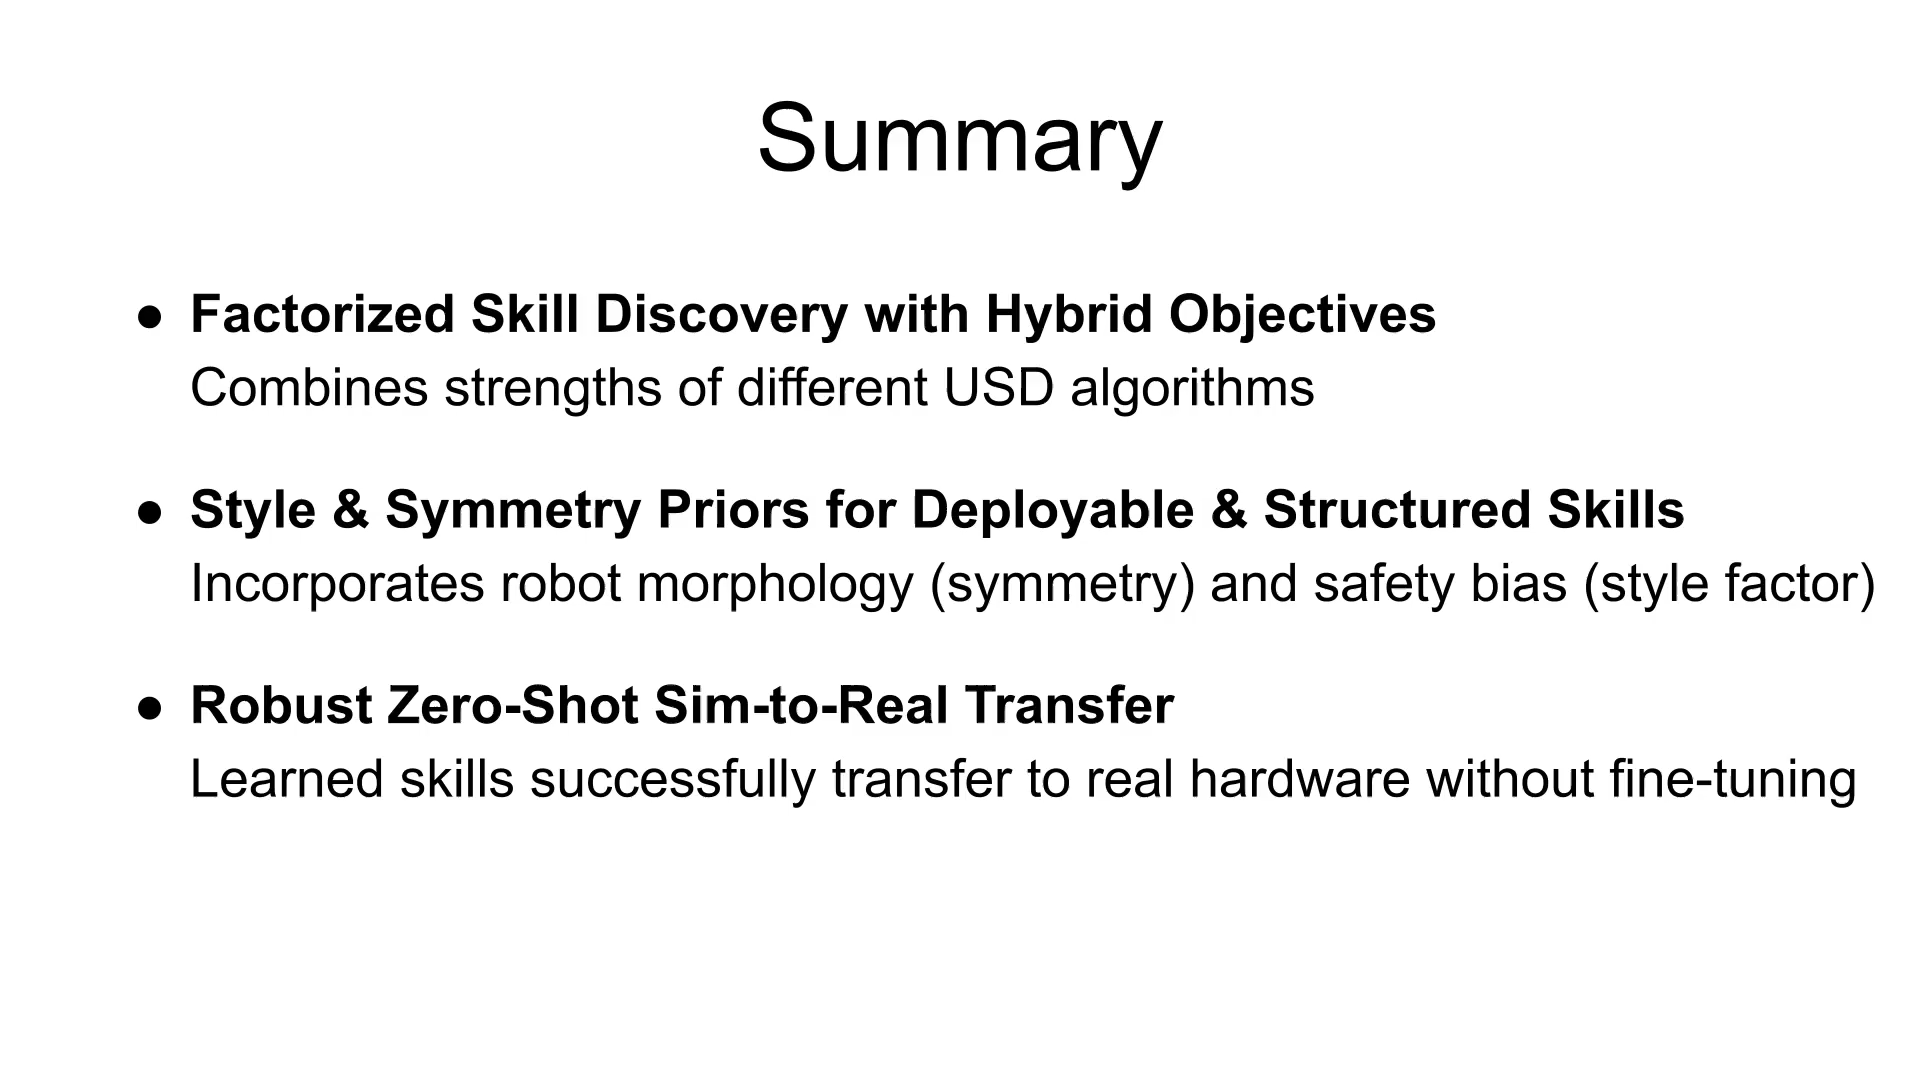 Summary
● Factorized Skill Discovery with Hybrid Objectives
Combines strengths of different USD algorithms
● Style & Symmetry Priors for Deployable & Structured Skills
Incorporates robot morphology (symmetry) and safety bias (style factor)
● Robust Zero-Shot Sim-to-Real Transfer
Learned skills successfully transfer to real hardware without fine-tuning